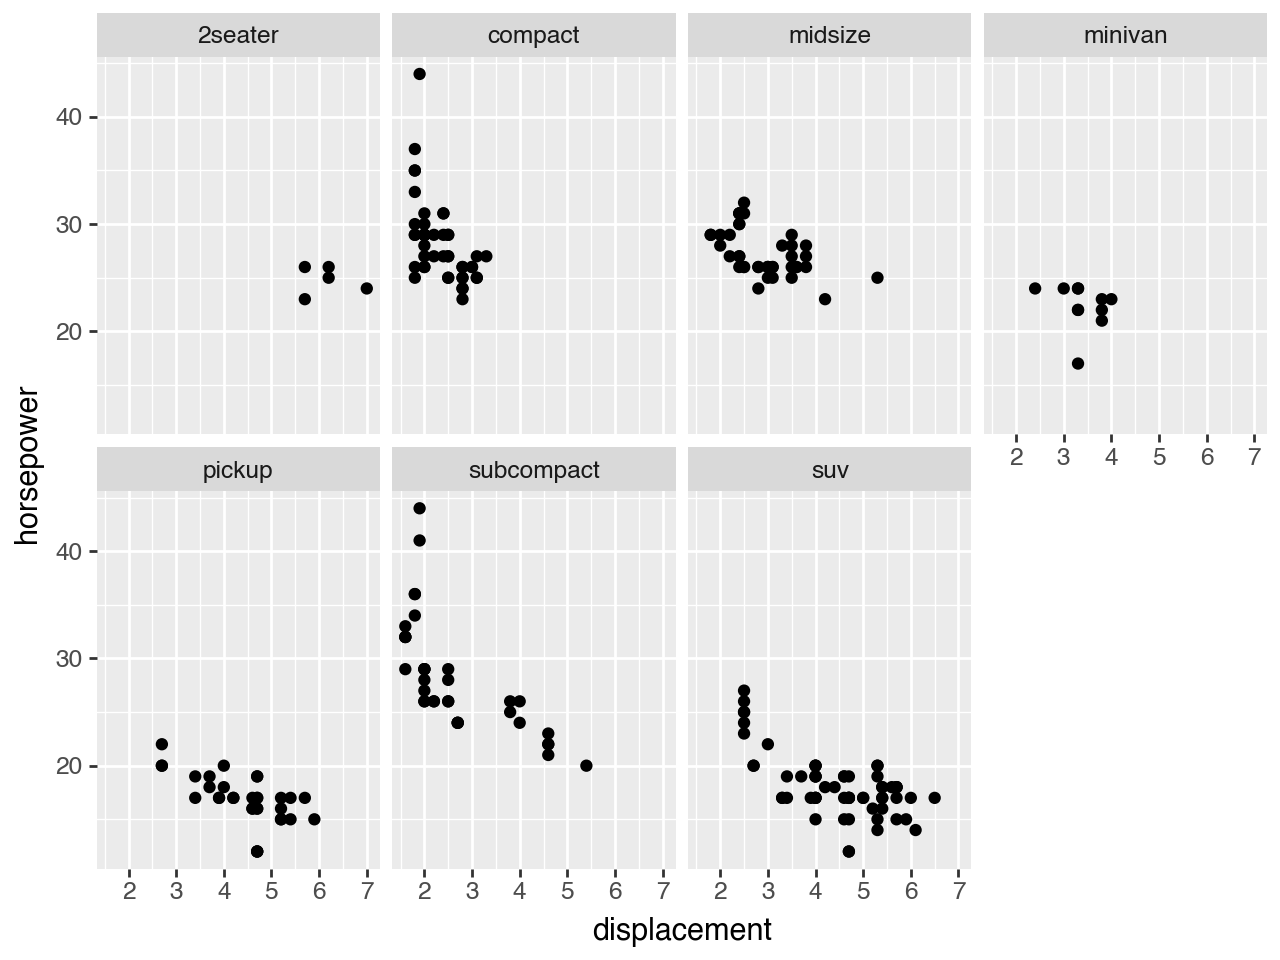 2seater compact midsize minivan
40
30
20
2 3 4 5 6 7
horsepower
pickup subcompact suv
40
30
20
2 3 4 5 6 7 2 3 4 5 6 7 2 3 4 5 6 7
displacement